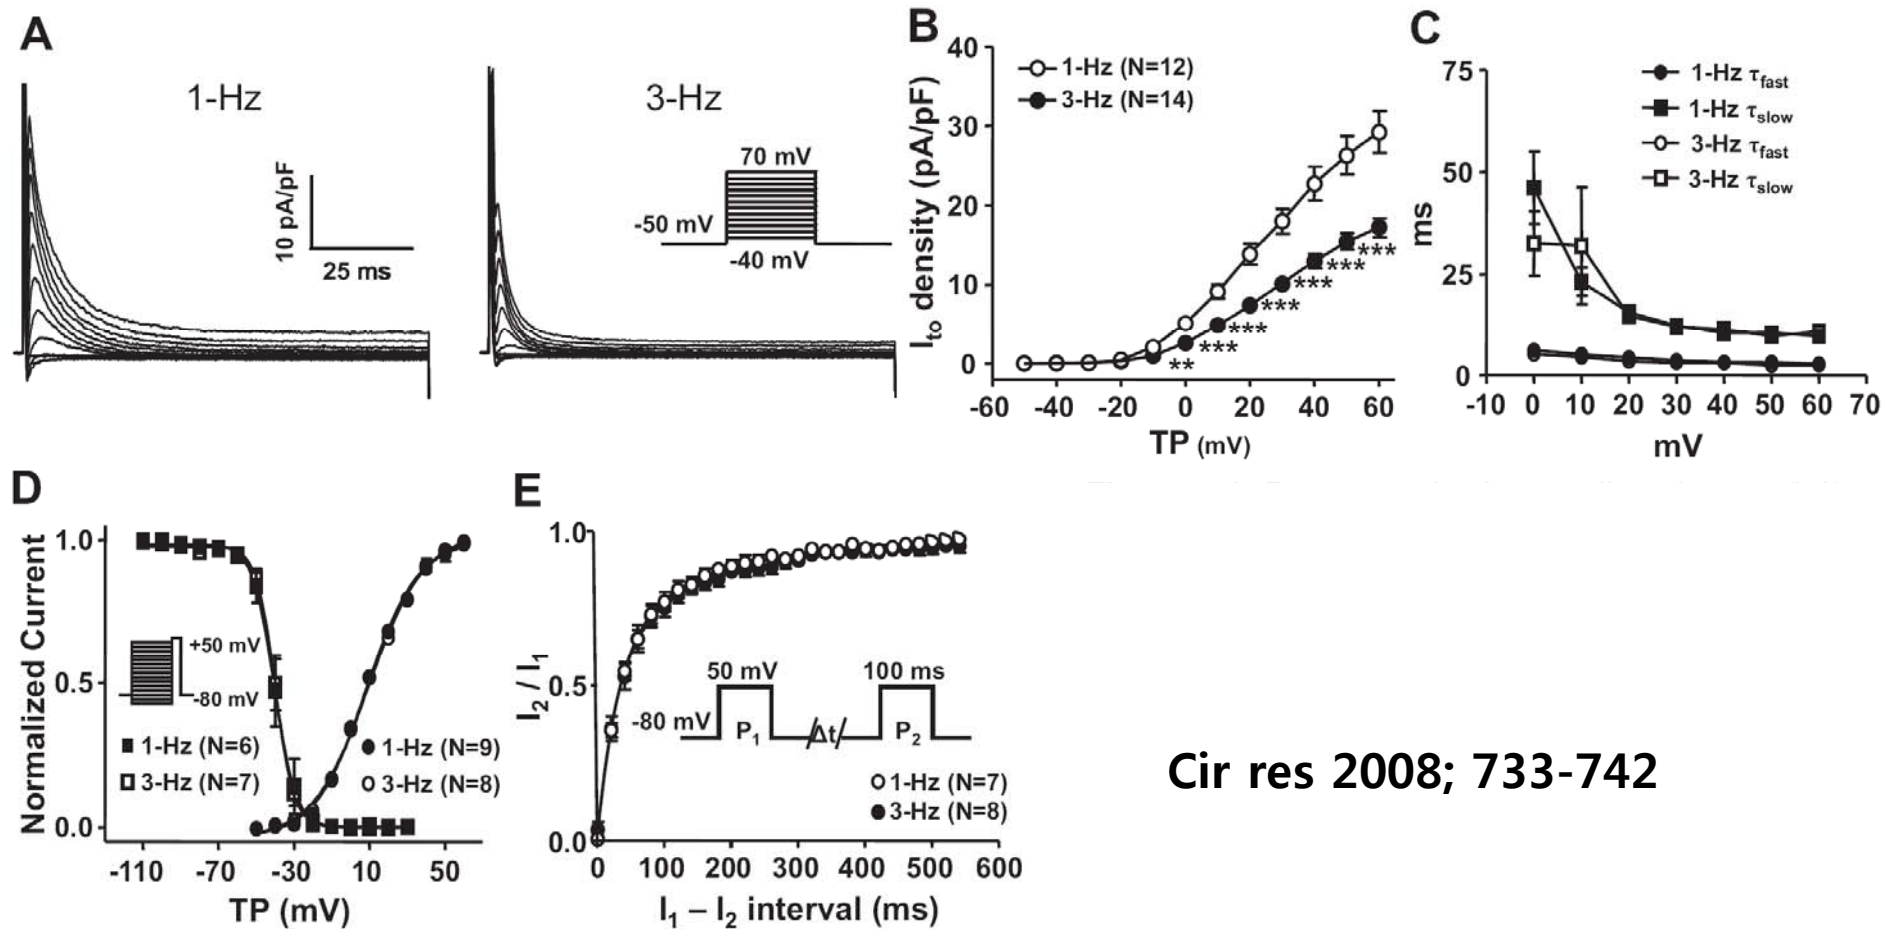 A
1-Hz
3-Hz
10 pA/pF
25 ms
70 mV
-50 mV
-40 mV
B
40
30
20
10
0
-60
-40
-20
0
20
40
60
Ito density (pA/pF)
TP (mV)
1-Hz (N=12)
3-Hz (N=14)
**
***
***
***
***
***
***
C
75
50
25
0
-10
0
10
20
30
40
50
60
70
ms
mV
1-Hz τfast
1-Hz τslow
3-Hz τfast
3-Hz τslow
D
Normalized Current
1.0
0.5
0.0
-110
-70
-30
10
50
TP (mV)
+50 mV
-80 mV
1-Hz (N=6)
3-Hz (N=7)
1-Hz (N=9)
3-Hz (N=8)
E
I2 / I1
1.0
0.5
0.0
0
100
200
300
400
500
600
I1 – I2 interval (ms)
50 mV
100 ms
-80 mV
P1
Δt
P2
1-Hz (N=7)
3-Hz (N=8)
Cir res 2008; 733-742